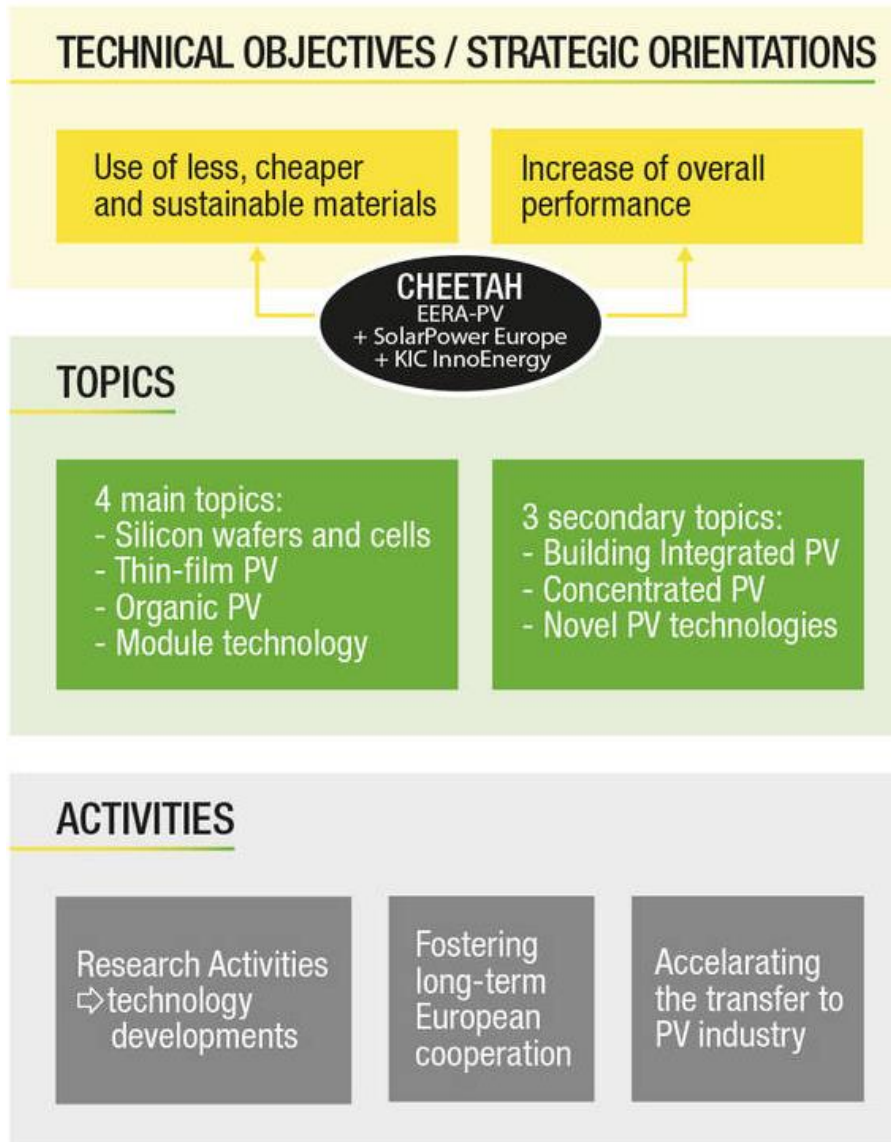 TECHNICAL OBJECTIVES / STRATEGIC ORIENTATIONS
Use of less, cheaper
and sustainable materials
Increase of overall
performance
CHEETAH
EERA-PV
+ SolarPower Europe
+ KIC InnoEnergy
TOPICS
4 main topics:
- Silicon wafers and cells
- Thin-film PV
- Organic PV
- Module technology
3 secondary topics:
- Building Integrated PV
- Concentrated PV
- Novel PV technologies
ACTIVITIES
Research Activities
⇨technology
developments
Fostering
long-term
European
cooperation
Accelarating
the transfer to
PV industry